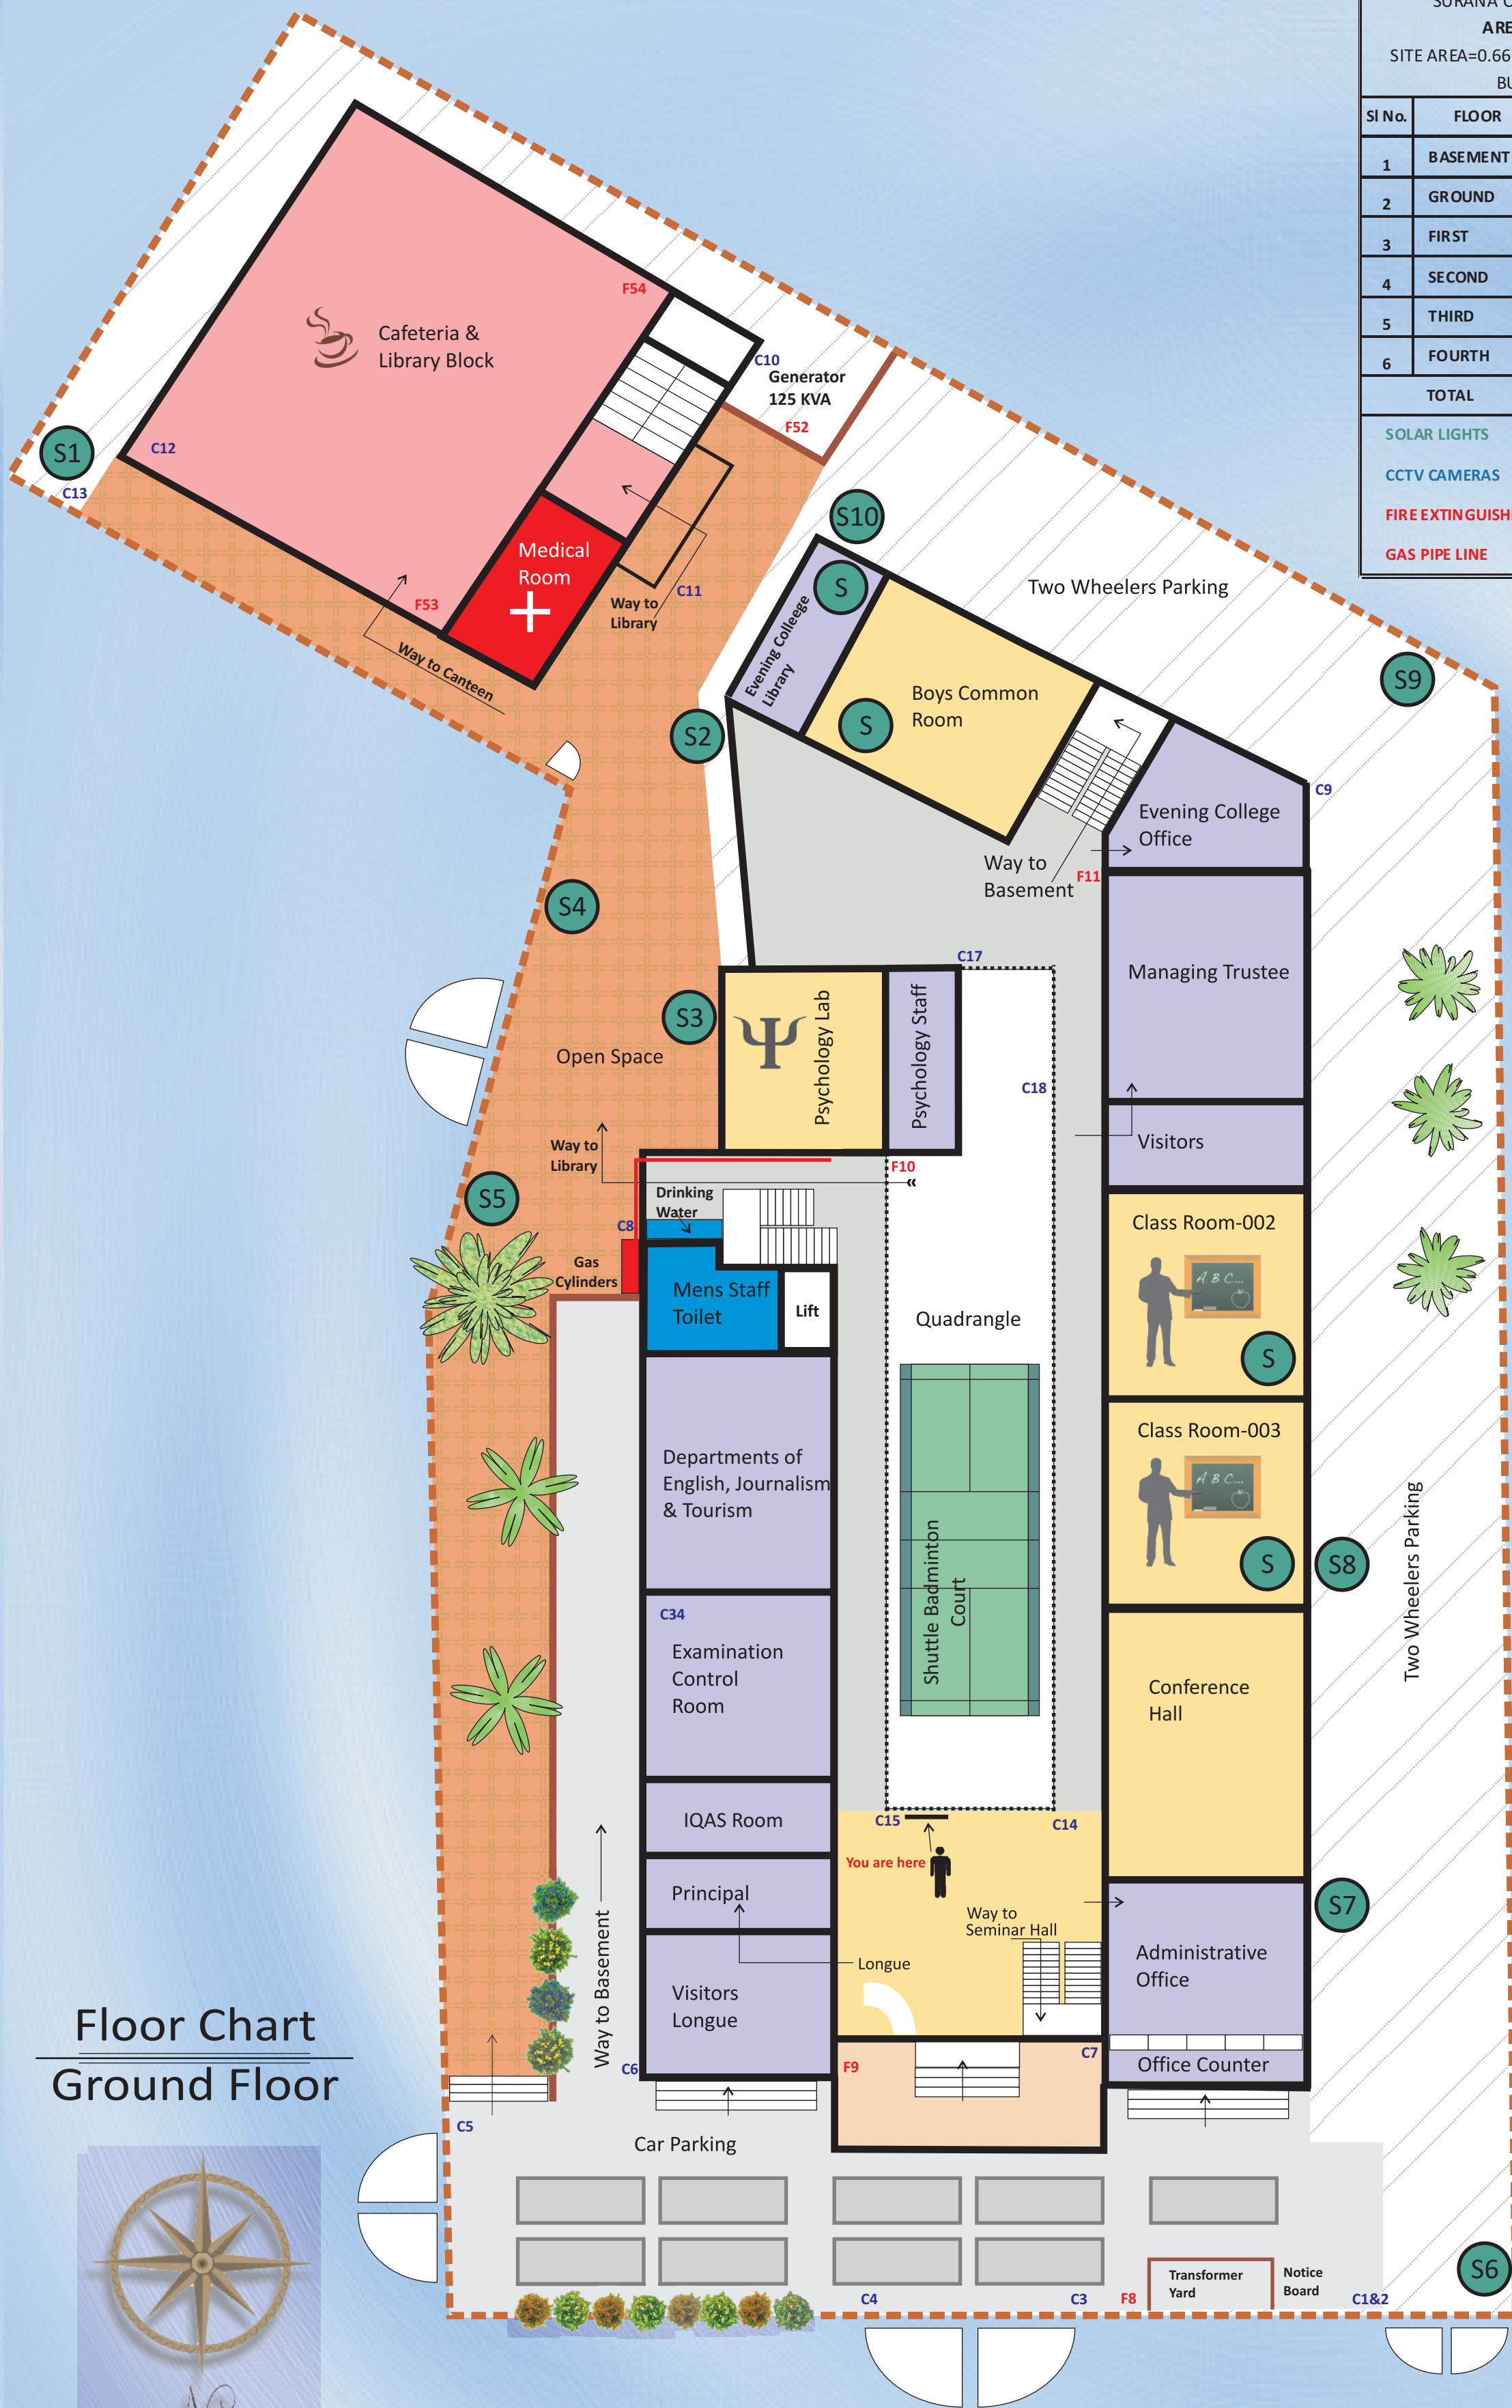 SURANA C
ARE
SITE AREA=0.66
BU
Sl No. FLOOR
1 BASEMENT
2 GROUND
3 FIRST
4 SECOND
5 THIRD
6 FOURTH
TOTAL
SOLAR LIGHTS
CCTV CAMERAS
FIRE EXTINGUISH
GAS PIPE LINE
F54
Cafeteria &
Library Block
C10
Generator
125 KVA
F52
S1
C12
C13
S10
Medical
Room
S
Two Wheelers Parking
C11
F53
Way to
Library
Way to Canteen
Evening Colleege
Library
Boys Common
Room
S9
S2
S
C9
Evening College
Office
Way to
Basement
F11
S4
C17
Managing Trustee
S3
Psychology Lab
Psychology Staff
Open Space
C18
Way to
Library
Visitors
F10
«
S5
Drinking
Water
C8
Class Room-002
A B C...
Gas
Cylinders
Mens Staff
Toilet
Lift
Quadrangle
S
Departments of
English, Journalism
& Tourism
Class Room-003
A B C...
Shuttle Badminton
Court
S
S8
Two Wheelers Parking
C34
Examination
Control
Room
Conference
Hall
IQAS Room
C15
C14
You are here
Principal
S7
Way to
Seminar Hall
Way to Basement
Longue
Administrative
Office
Visitors
Longue
Floor Chart
Ground Floor
C6
F9
C7
Office Counter
C5
Car Parking
S6
Transformer
Yard
Notice
Board
C4
C3
F8
C1&2